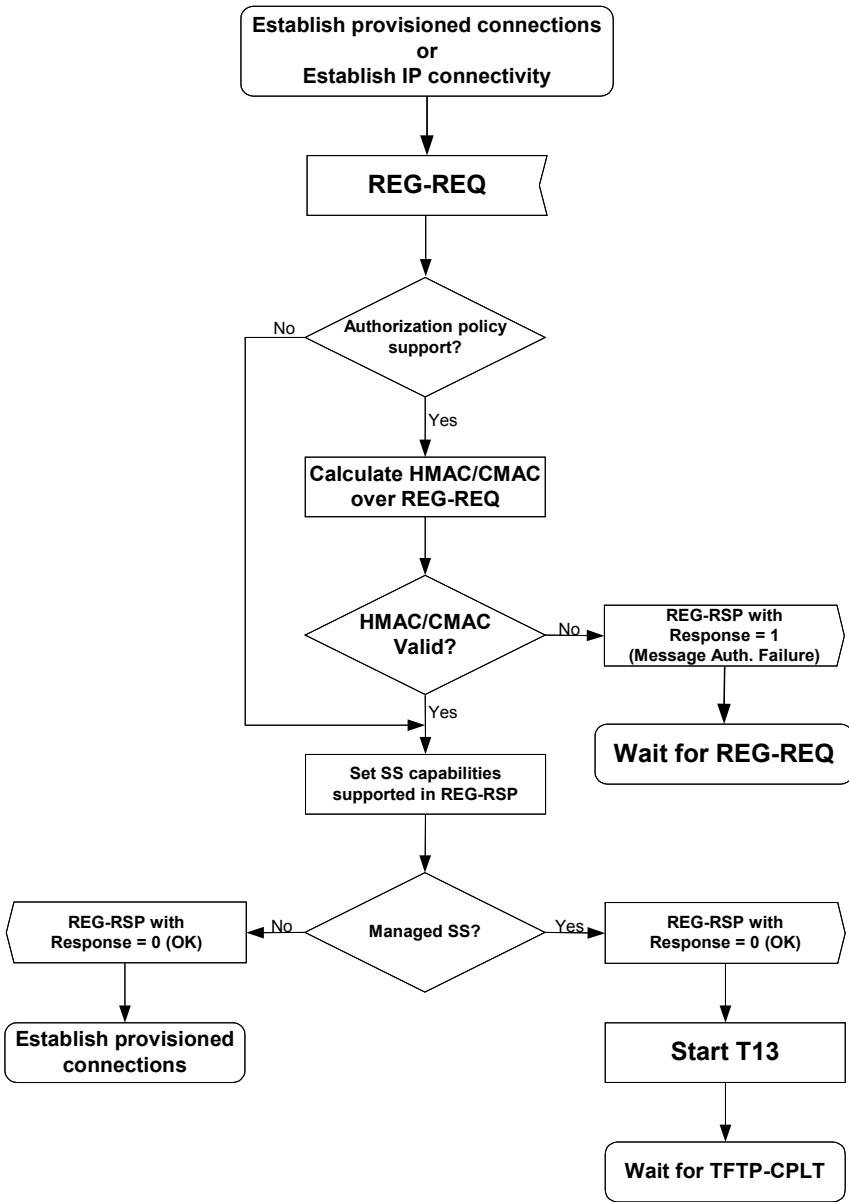 Establish provisioned connections
or
Establish IP connectivity
REG-REQ
No
Authorization policy
support?
Yes
Calculate HMAC/CMAC
over REG-REQ
HMAC/CMAC
Valid?
No
REG-RSP with
Response = 1
(Message Auth. Failure)
Yes
Wait for REG-REQ
Set SS capabilities
supported in REG-RSP
REG-RSP with
Response = 0 (OK)
No
Managed SS?
Yes
REG-RSP with
Response = 0 (OK)
Establish provisioned
connections
Start T13
Wait for TFTP-CPLT